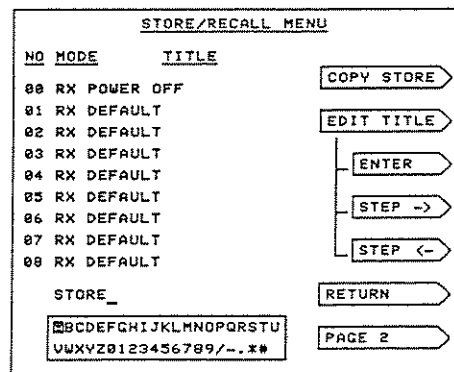 STORE/RECALL MENU
NO MODE TITLE
00 RX POWER OFF
01 RX DEFAULT
02 RX DEFAULT
03 RX DEFAULT
04 RX DEFAULT
05 RX DEFAULT
06 RX DEFAULT
07 RX DEFAULT
08 RX DEFAULT
STORE_
ABCDEFGHIJKLMNOPQRSTU
VWXYZ0123456789/-.*#
COPY STORE
EDIT TITLE
ENTER
STEP ->
STEP <-
RETURN
PAGE 2